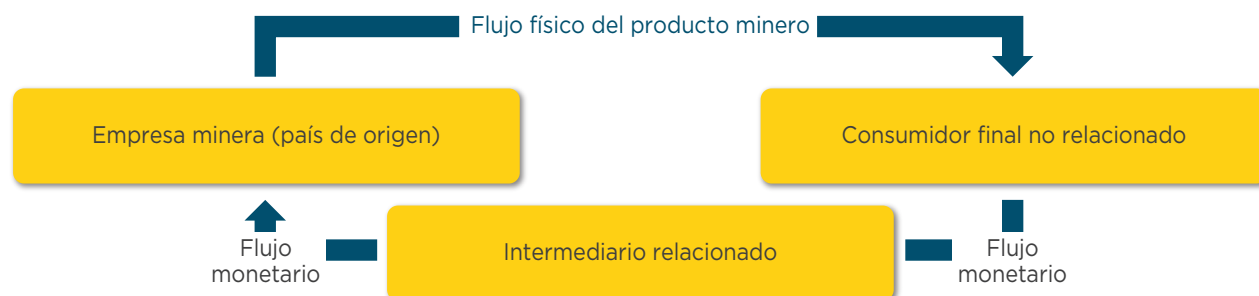 Flujo físico del producto minero
Empresa minera (país de origen)
Consumidor final no relacionado
Flujo
monetario
Intermediario relacionado
Flujo
monetario